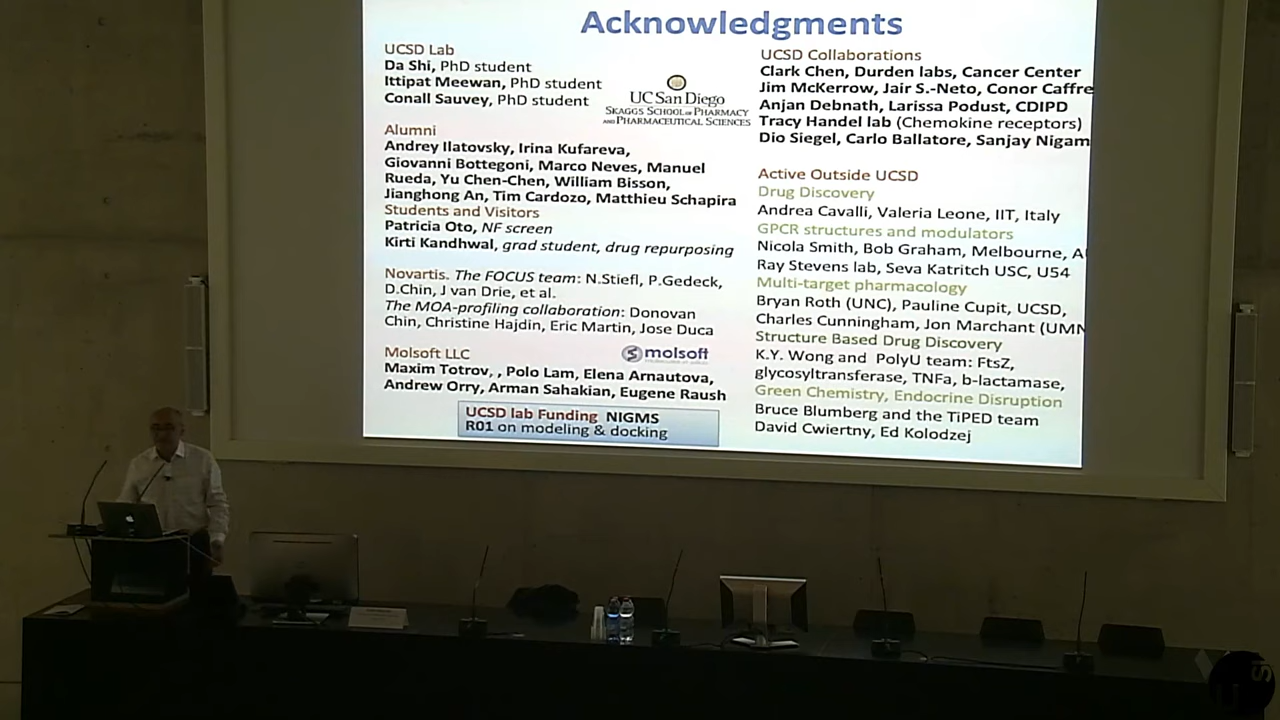 Acknowledgments
UCSD Lab
Da Shi, PhD student
Ittipat Meewan, PhD student
Conall Sauvey, PhD student
UC San Diego
SKAGGS SCHOOL OF PHARMACY
AND PHARMACEUTICAL SCIENCES
Alumni
Andrey Ilatovsky, Irina Kufareva,
Giovanni Bottegoni, Marco Neves, Manuel
Rueda, Yu Chen-Chen, William Bisson,
Jianghong An, Tim Cardozo, Matthieu Schapira
Students and Visitors
Patricia Oto, NF screen
Kirti Kandhwal, grad student, drug repurposing
Novartis. The FOCUS team: N.Stiefl, P.Gedeck,
D.Chin, J van Drie, et al.
The MOA-profiling collaboration: Donovan
Chin, Christine Hajdin, Eric Martin, Jose Duca
Molsoft LLC
molsoft
Maxim Totrov, , Polo Lam, Elena Arnautova,
Andrew Orry, Arman Sahakian, Eugene Raush
UCSD lab Funding NIGMS
R01 on modeling & docking
UCSD Collaborations
Clark Chen, Durden labs, Cancer Center
Jim McKerrow, Jair S.-Neto, Conor Caffre
Anjan Debnath, Larissa Podust, CDIPD
Tracy Handel lab (Chemokine receptors)
Dio Siegel, Carlo Ballatore, Sanjay Nigam
Active Outside UCSD
Drug Discovery
Andrea Cavalli, Valeria Leone, IIT, Italy
GPCR structures and modulators
Nicola Smith, Bob Graham, Melbourne, A
Ray Stevens lab, Seva Katritch USC, U54
Multi-target pharmacology
Bryan Roth (UNC), Pauline Cupit, UCSD,
Charles Cunningham, Jon Marchant (UMN
Structure Based Drug Discovery
K.Y. Wong and PolyU team: FtsZ,
glycosyltransferase, TNFa, b-lactamase,
Green Chemistry, Endocrine Disruption
Bruce Blumberg and the TiPED team
David Cwiertny, Ed Kolodzej